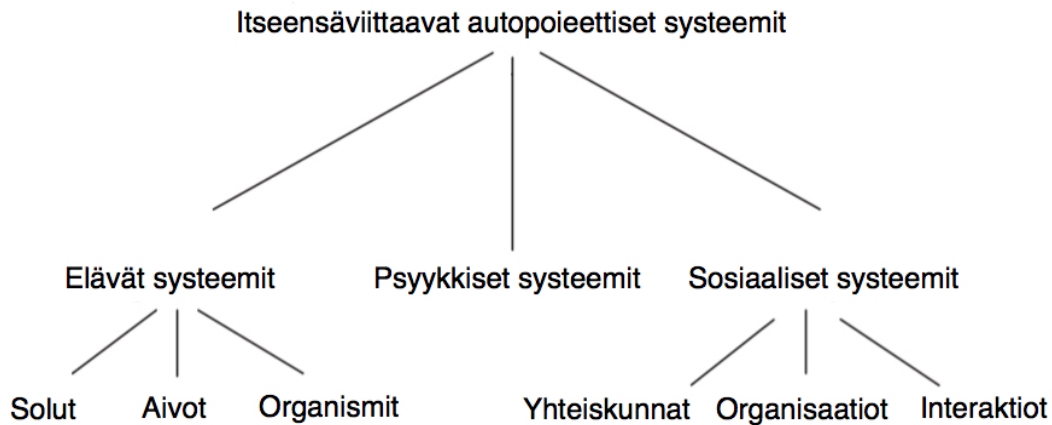 Itseensäviittaavat autopoieettiset systeemit
Elävät systeemit Psyykkiset systeemit Sosiaaliset systeemit
Solut Aivot Organismit Yhteiskunnat Organisaatiot Interaktiot